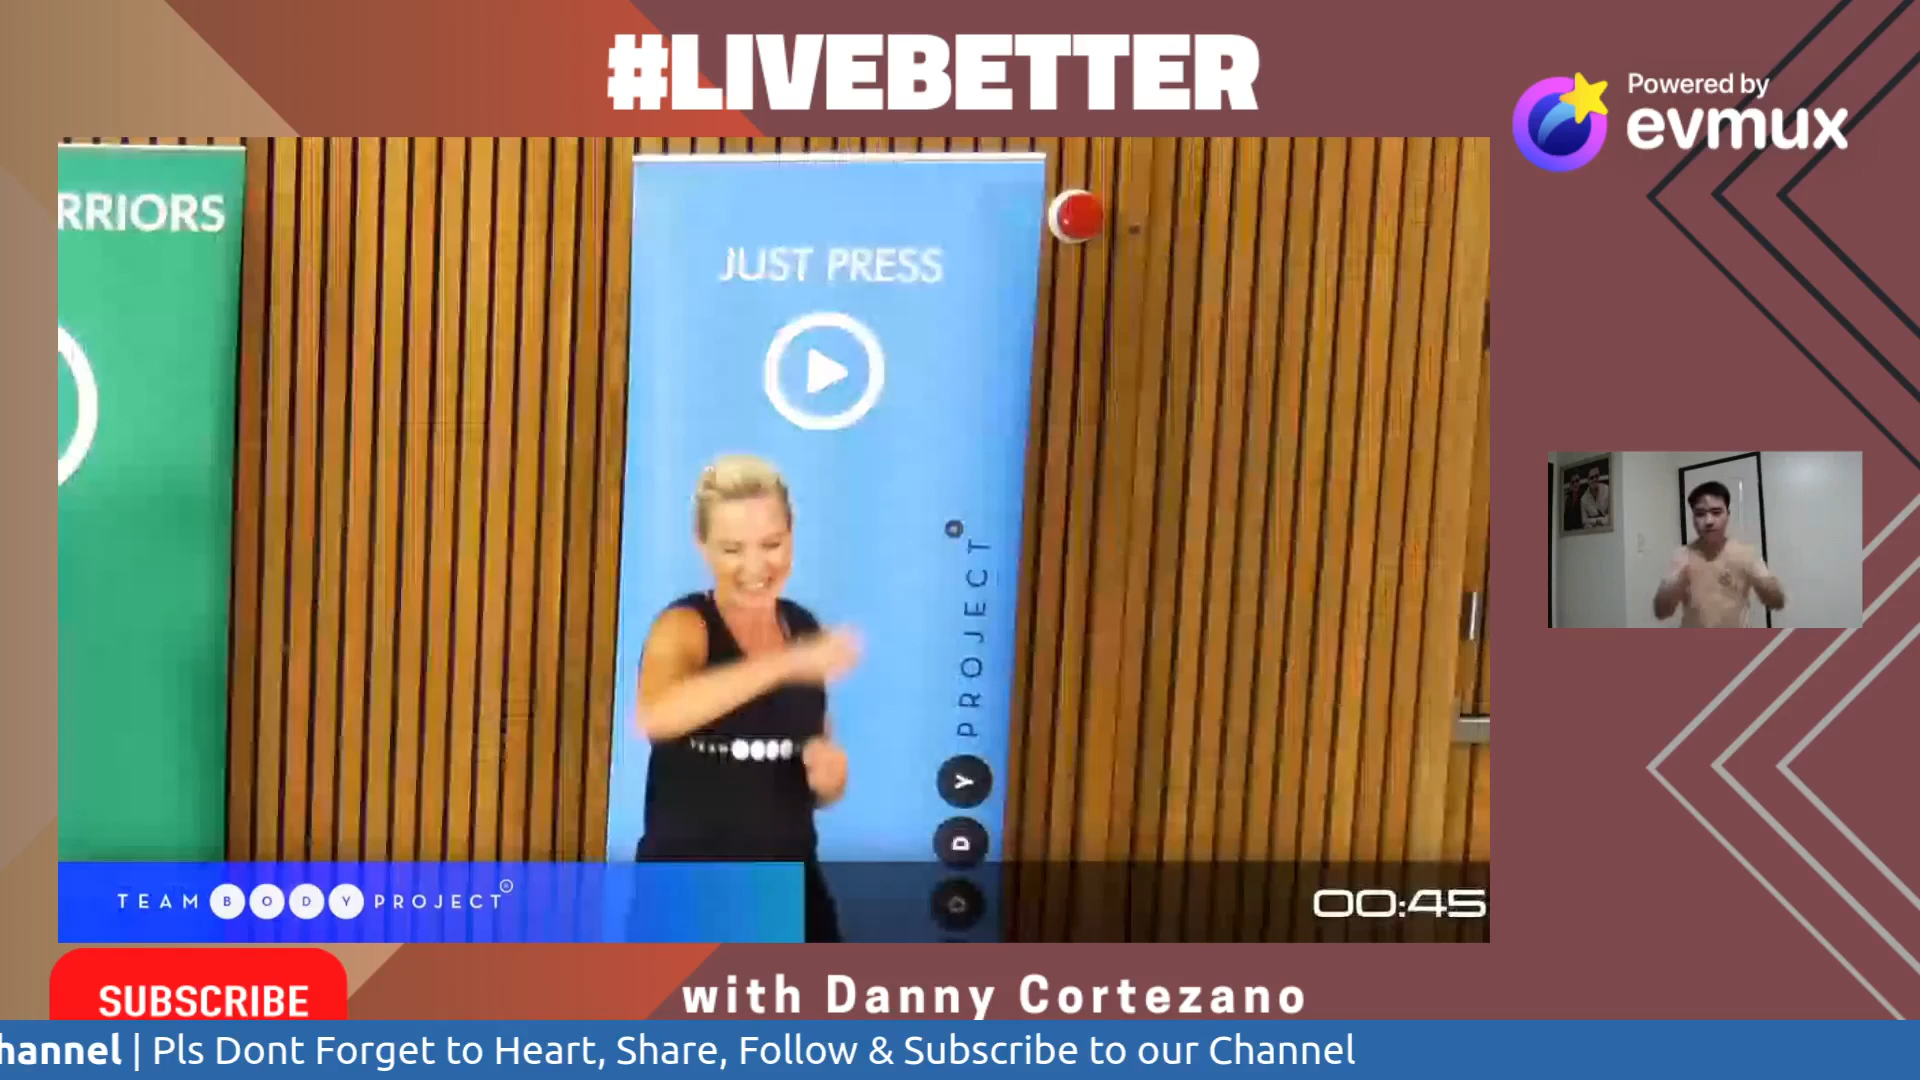 #LIVEBETTER
Powered by
evmux
RRIORS
JUST PRESS
ODY PROJECT
TEAM BODY PROJECT®
00:45
SUBSCRIBE
with Danny Cortezano
hannel | Pls Dont Forget to Heart, Share, Follow & Subscribe to our Channel